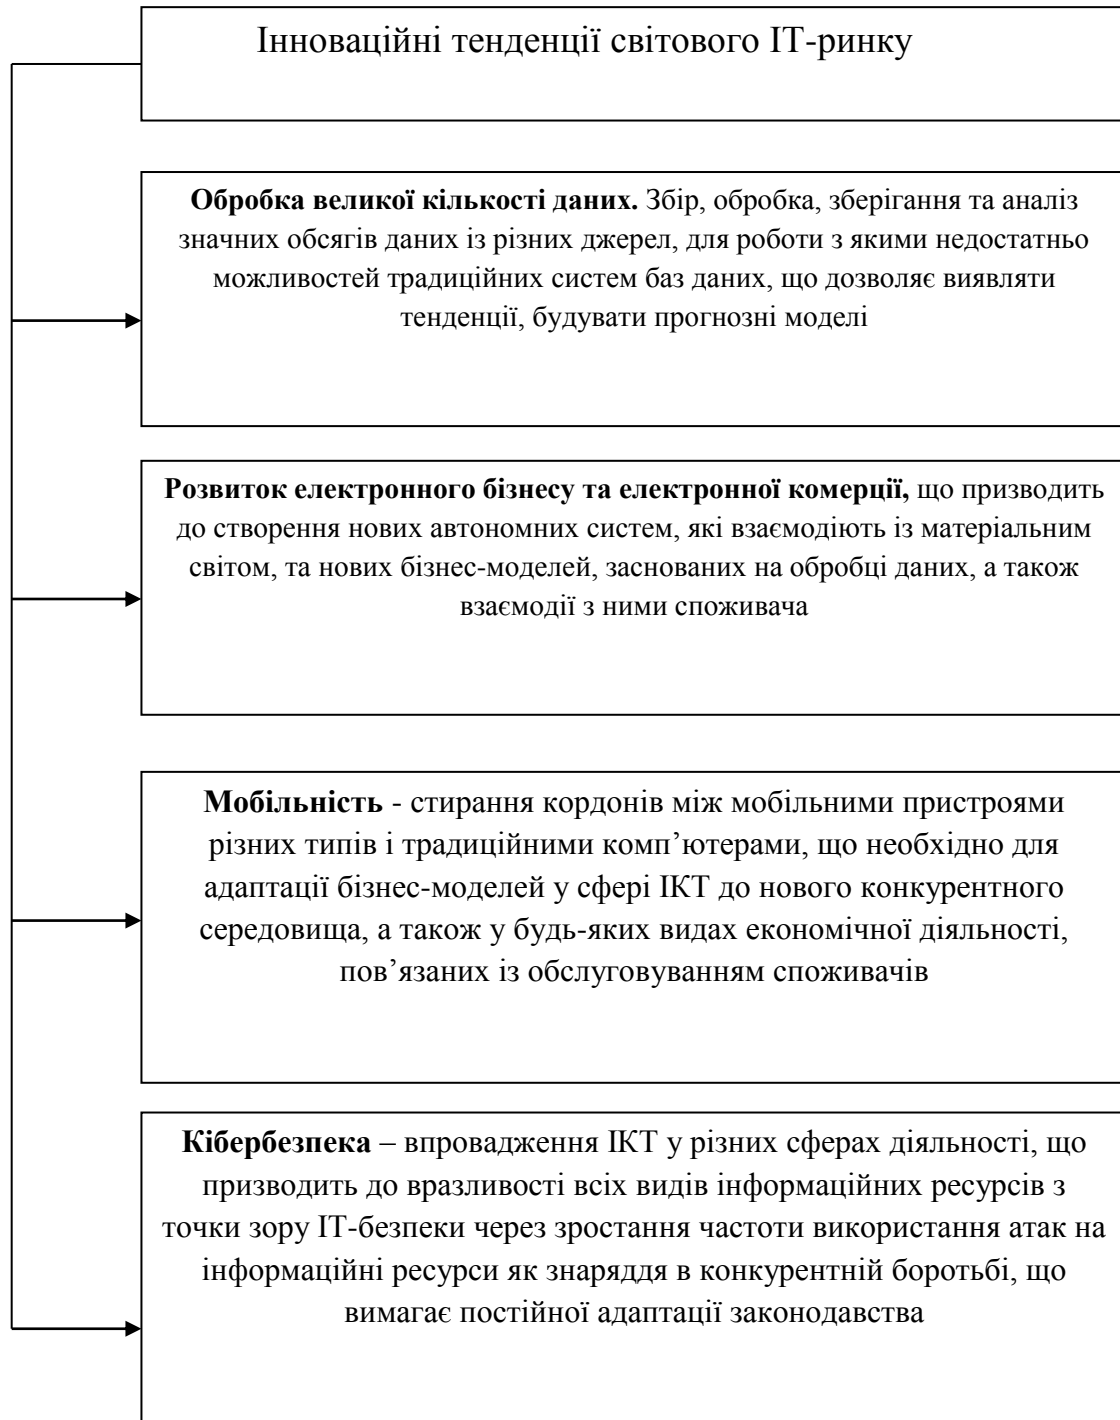 Інноваційні тенденції світового ІТ-ринку
Обробка великої кількості даних. Збір, обробка, зберігання та аналіз
значних обсягів даних із різних джерел, для роботи з якими недостатньо
можливостей традиційних систем баз даних, що дозволяє виявляти
тенденції, будувати прогнозні моделі
Розвиток електронного бізнесу та електронної комерції, що призводить
до створення нових автономних систем, які взаємодіють із матеріальним
світом, та нових бізнес-моделей, заснованих на обробці даних, а також
взаємодії з ними споживача
Мобільність - стирання кордонів між мобільними пристроями
різних типів і традиційними комп’ютерами, що необхідно для
адаптації бізнес-моделей у сфері ІКТ до нового конкурентного
середовища, а також у будь-яких видах економічної діяльності,
пов’язаних із обслуговуванням споживачів
Кібербезпека – впровадження ІКТ у різних сферах діяльності, що
призводить до вразливості всіх видів інформаційних ресурсів з
точки зору ІТ-безпеки через зростання частоти використання атак на
інформаційні ресурси як знаряддя в конкурентній боротьбі, що
вимагає постійної адаптації законодавства